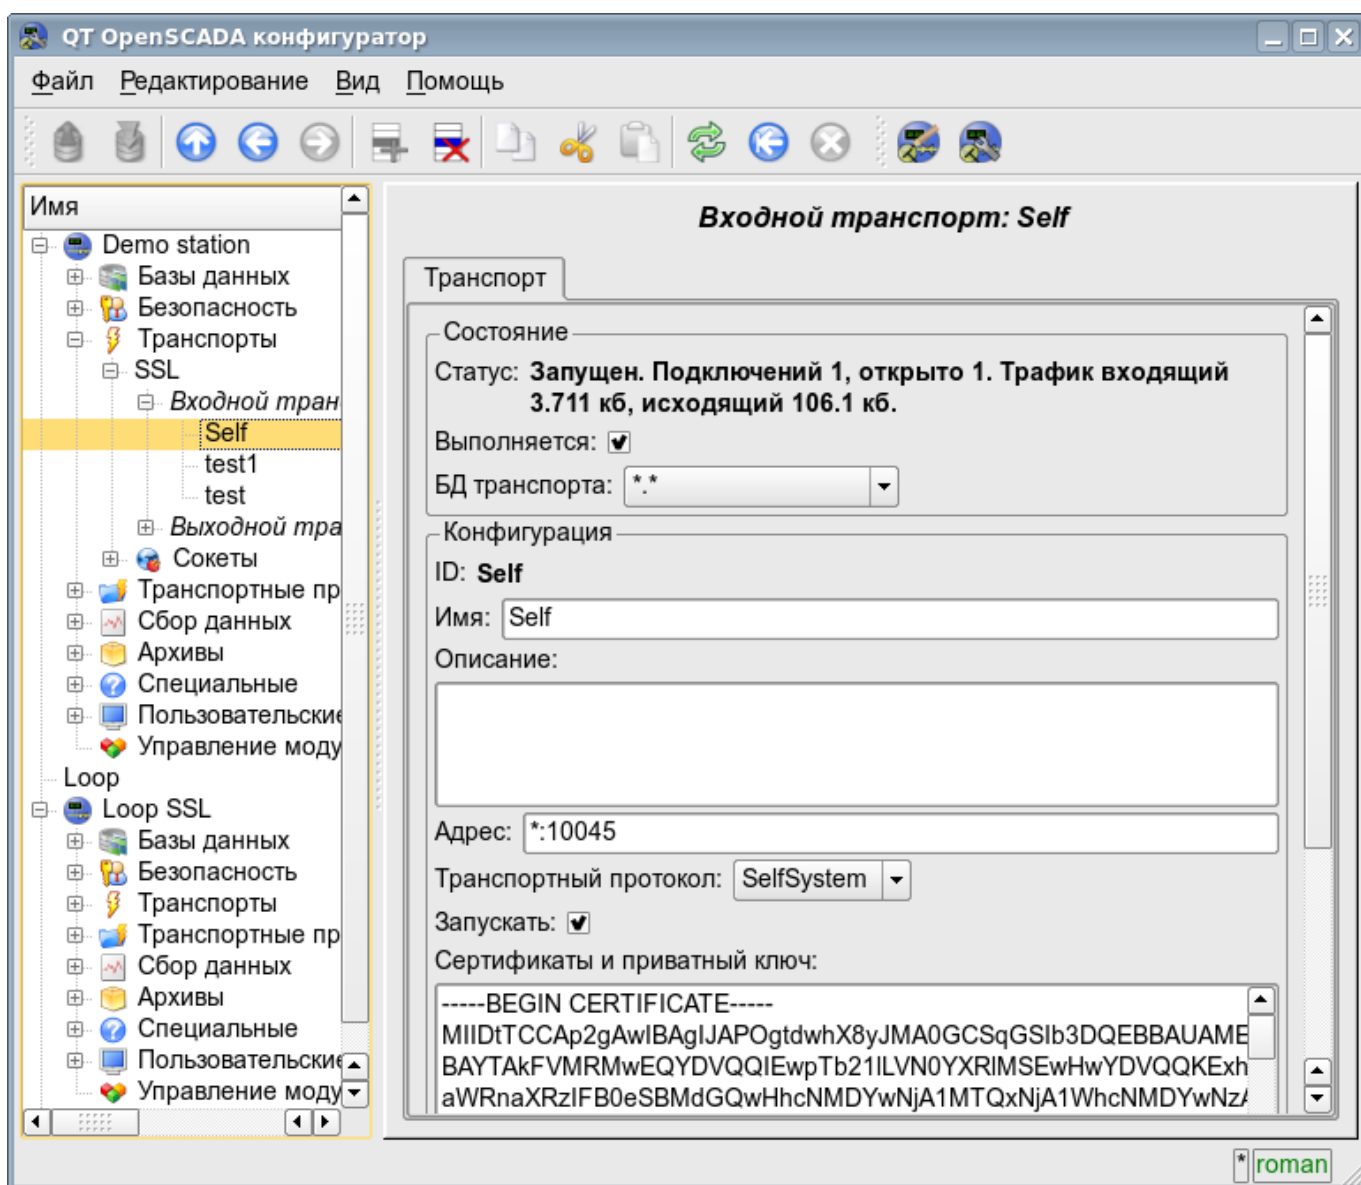 QT OpenSCADA конфигуратор
Файл Редактирование Вид Помощь
Имя
Demo station
Базы данных
Безопасность
Транспорты
SSL
Входной тран
Self
test1
test
Выходной тра
Сокеты
Транспортные пр
Сбор данных
Архивы
Специальные
Пользовательские
Управление моду
Loop
Loop SSL
Базы данных
Безопасность
Транспорты
Транспортные пр
Сбор данных
Архивы
Специальные
Пользовательские
Управление моду
Входной транспорт: Self
Транспорт
Состояние
Статус: Запущен. Подключений 1, открыто 1. Трафик входящий
3.711 кб, исходящий 106.1 кб.
Выполняется:
БД транспорта: *.*
Конфигурация
ID: Self
Имя: Self
Описание:
Адрес: *:10045
Транспортный протокол: SelfSystem
Запускать:
Сертификаты и приватный ключ:
-----BEGIN CERTIFICATE-----
MIIDtTCCAp2gAwIBAgIJAPOgtdwhX8yJMA0GCSqGSIb3DQEBBAUAME
BAYTAkFVMRMwEQYDVQQIEwpTb21lLVN0YXRlMSEwHwYDVQQKExh
aWRnaXRzIFB0eSBMdGQwHhcNMDYwNjA1MTQxNjA1WhcNMDYwNzA
* roman